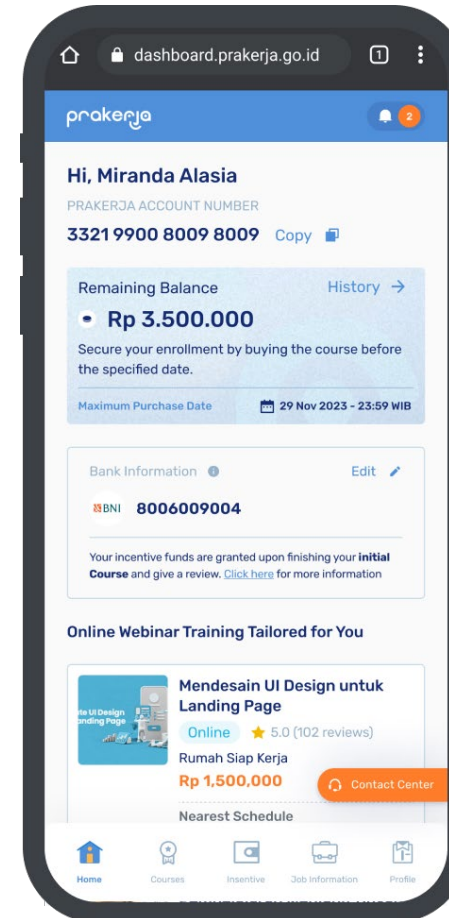 dashboard.prakerja.go.id 1
prakerja 2
Hi, Miranda Alasia
PRAKERJA ACCOUNT NUMBER
3321 9900 8009 8009 Copy
Remaining Balance History →
Rp 3.500.000
Secure your enrollment by buying the course before
the specified date.
Maximum Purchase Date 29 Nov 2023 - 23:59 WIB
Bank Information Edit
BNI 8006009004
Your incentive funds are granted upon finishing your initial
Course and give a review. Click here for more information
Online Webinar Training Tailored for You
UI Design
Landing Page
Mendesain UI Design untuk
Landing Page
Online 5.0 (102 reviews)
Rumah Siap Kerja
Rp 1,500,000
Contact Center
Nearest Schedule
Home Courses Insentive Job Information Profile